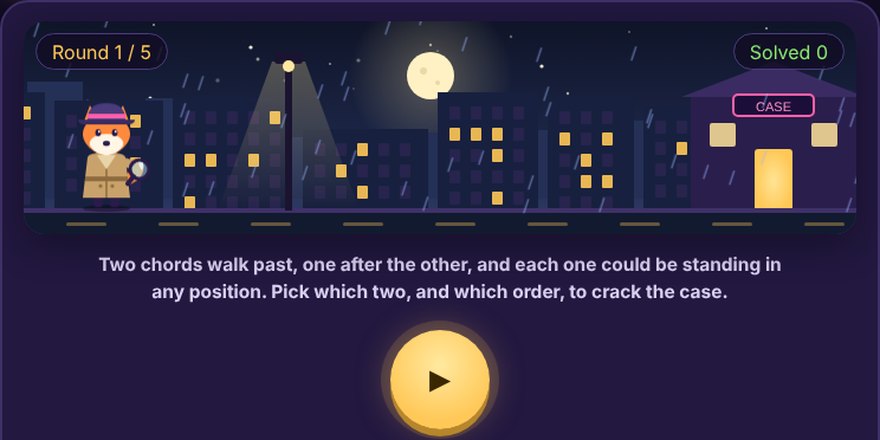 Round 1 / 5
Solved 0
CASE
Two chords walk past, one after the other, and each one could be standing in
any position. Pick which two, and which order, to crack the case.